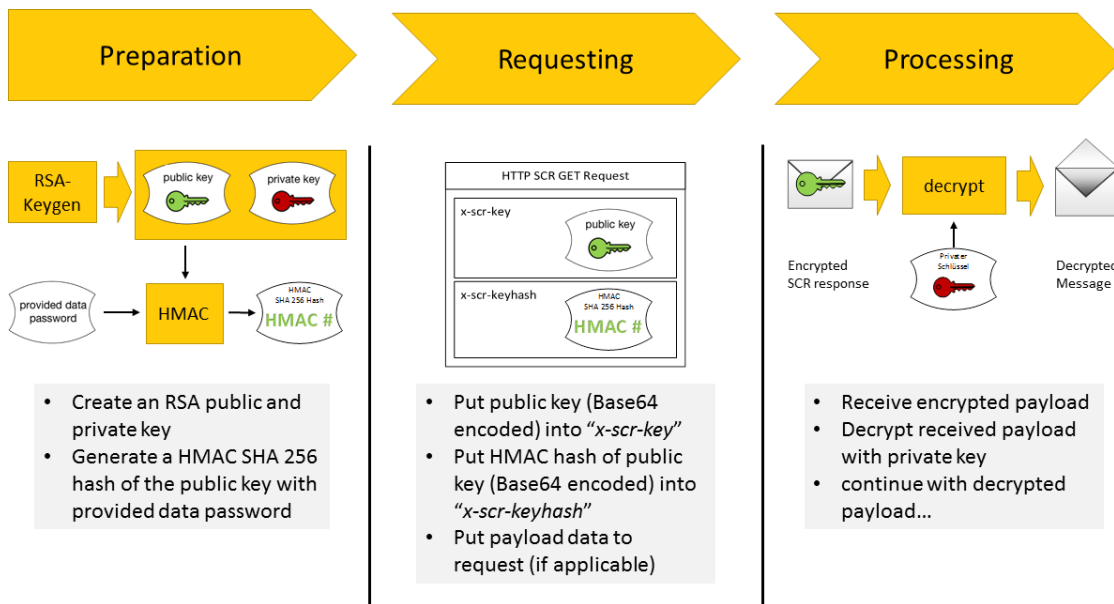 Preparation
Requesting
Processing
RSA-
Keygen
public key
private key
provided data
password
HMAC
HMAC
SHA 256 Hash
HMAC #
• Create an RSA public and
private key
• Generate a HMAC SHA 256
hash of the public key with
provided data password
HTTP SCR GET Request
x-scr-key
public key
x-scr-keyhash
HMAC
SHA 256 Hash
HMAC #
• Put public key (Base64
encoded) into “x-scr-key”
• Put HMAC hash of public
key (Base64 encoded) into
“x-scr-keyhash”
• Put payload data to
request (if applicable)
decrypt
Encrypted
SCR response
Privater
Schlüssel
Decrypted
Message
• Receive encrypted payload
• Decrypt received payload
with private key
• continue with decrypted
payload…